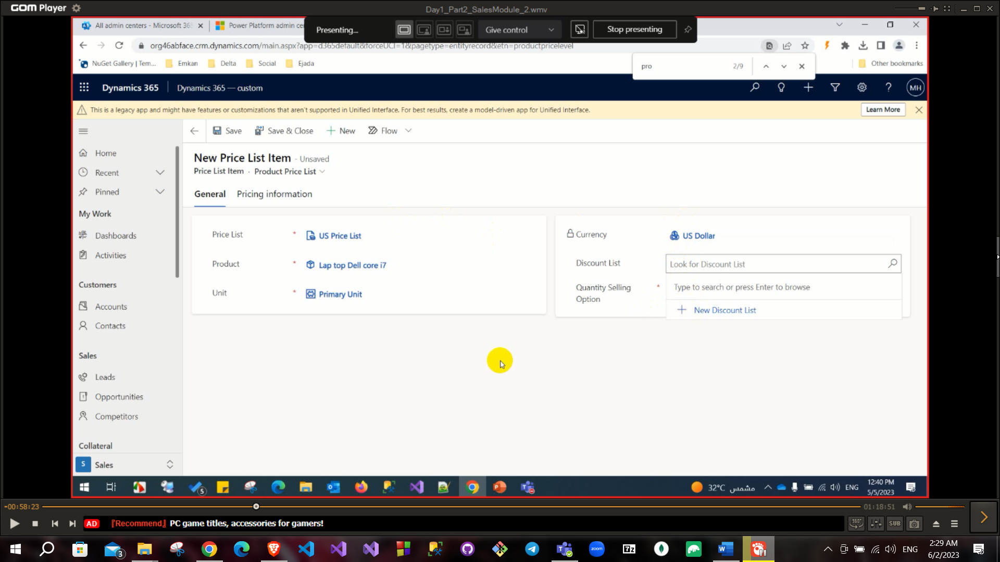 GOM Player
Day1_Part2_SalesModule_2.wmv
All admin centers - Microsoft 365
Power Platform admin ce
Presenting...
Give control
Stop presenting
org46abface.crm.dynamics.com/main.aspx?app=d365default&forceUCI=1&pagetype=entityrecord&etn=productpricelevel
pro
2/9
NuGet Gallery | Tem...
Emkan
Delta
Social
Ejada
Other bookmarks
Dynamics 365
Dynamics 365 — custom
MH
This is a legacy app and might have features or customizations that aren't supported in Unified Interface. For best results, create a model-driven app for Unified Interface.
Learn More
Save
Save & Close
New
Flow
Home
Recent
Pinned
My Work
Dashboards
Activities
Customers
Accounts
Contacts
Sales
Leads
Opportunities
Competitors
Collateral
S
Sales
New Price List Item - Unsaved
Price List Item · Product Price List
General
Pricing information
Price List
*
US Price List
Product
*
Lap top Dell core i7
Unit
*
Primary Unit
Currency
US Dollar
Discount List
Look for Discount List
Quantity Selling
Option
*
Type to search or press Enter to browse
New Discount List
5
32°C مشمس
ENG
12:40 PM
5/5/2023
-00:58:23
01:18:51
AD
『Recommend』 PC game titles, accessories for gamers!
360°
SUB
3
zoom
7z
ENG
2:29 AM
6/2/2023